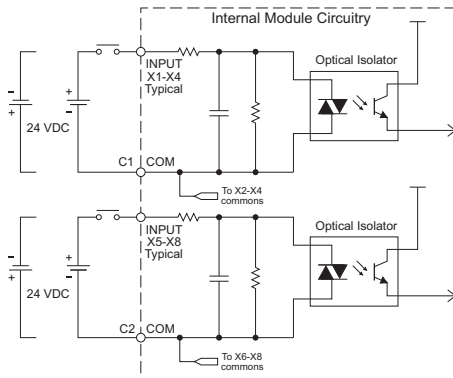 Internal Module Circuitry
INPUT
X1-X4
Typical
Optical Isolator
-
+
+
-
24 VDC
C1
COM
To X2-X4
commons
INPUT
X5-X8
Typical
Optical Isolator
-
+
+
-
24 VDC
C2
COM
To X6-X8
commons